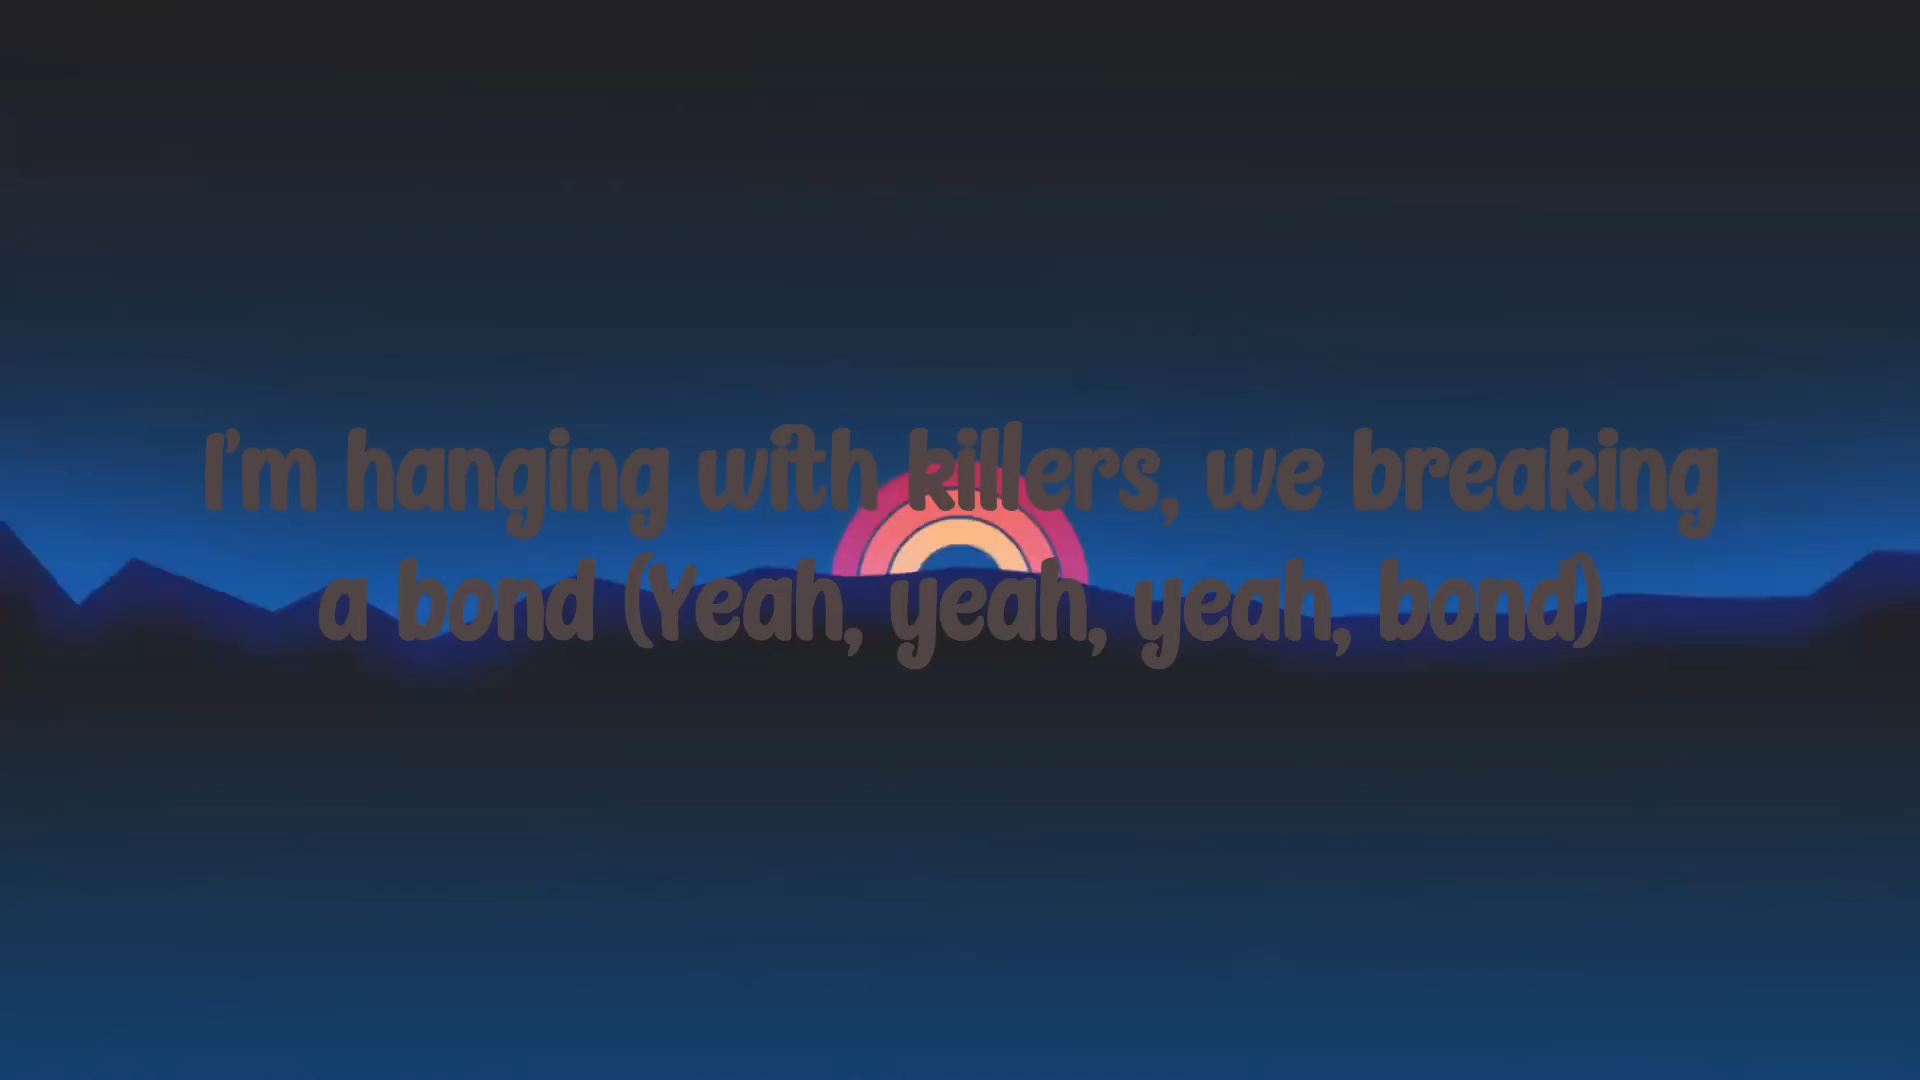 I'm hanging with killers, we breaking
a bond (Yeah, yeah, yeah, bond)